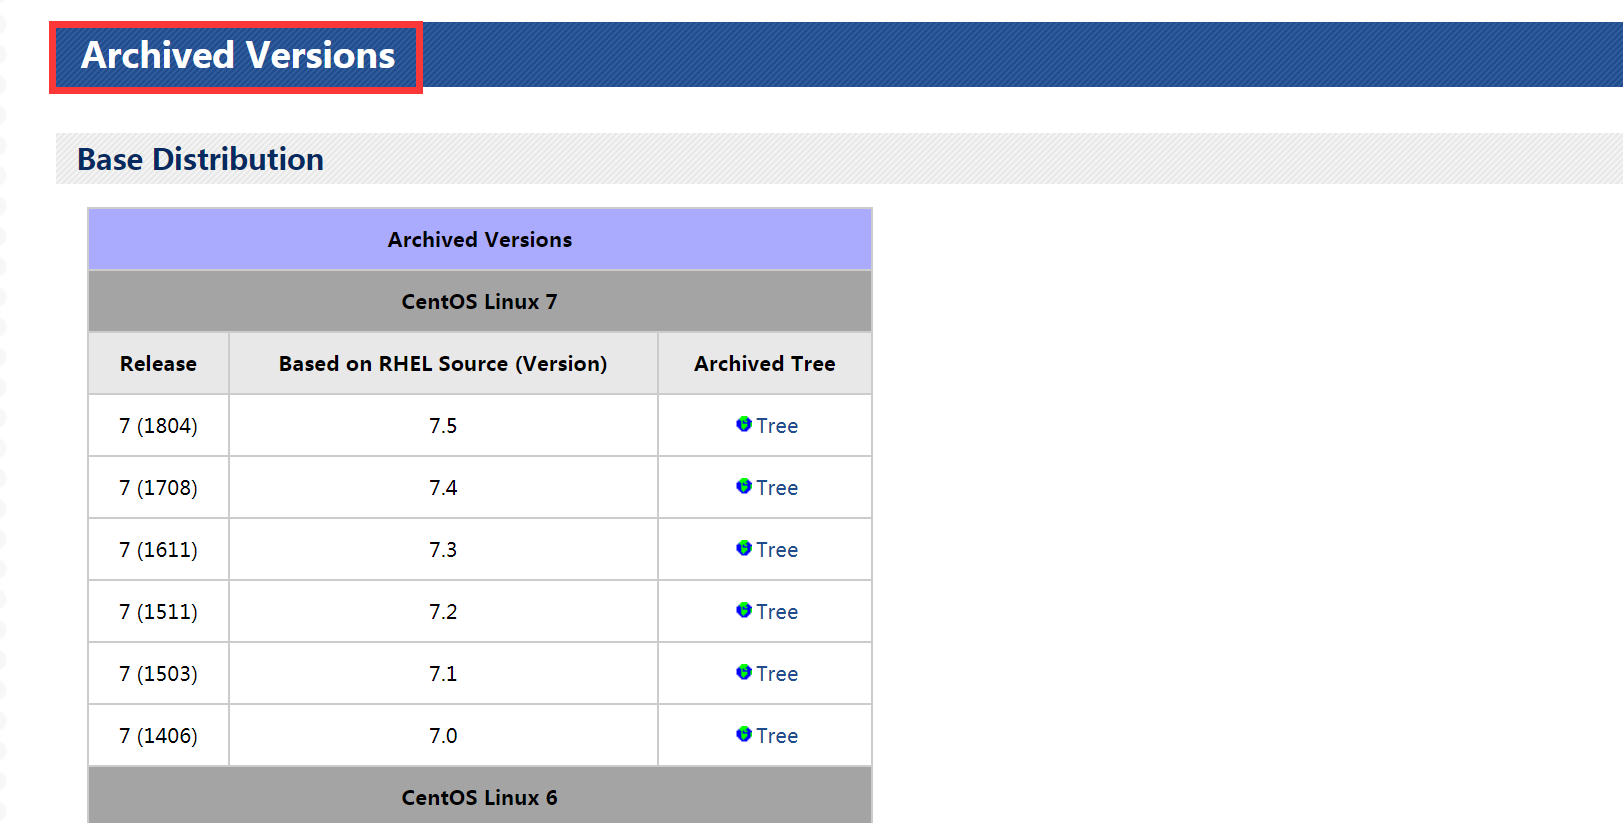 Archived Versions
Base Distribution
Archived Versions
CentOS Linux 7
Release Based on RHEL Source (Version) Archived Tree
7 (1804) 7.5 Tree
7 (1708) 7.4 Tree
7 (1611) 7.3 Tree
7 (1511) 7.2 Tree
7 (1503) 7.1 Tree
7 (1406) 7.0 Tree
CentOS Linux 6